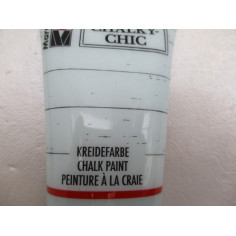 CHALKY-
CHIC
KREIDEFARBE
CHALK PAINT
PEINTURE À LA CRAIE